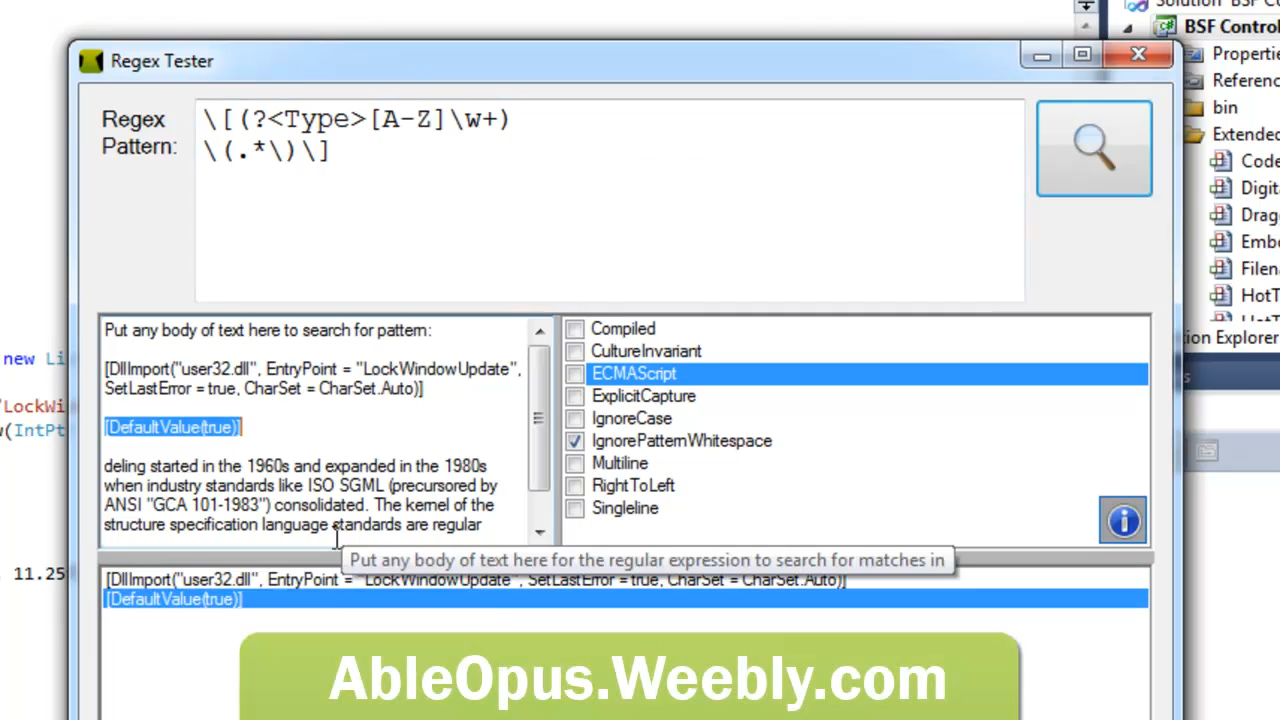 Solution 'BSF Co
BSF Control
Regex Tester
Properti
Referenc
bin
Extended
Code
Digit
Drag
Emb
Filen
HotT
ion Explorer
Regex
Pattern:
\[(?<Type>[A-Z]\w+)
\(.*\)\]
new Li
LockWi
w(IntPt
, 11.25
Put any body of text here to search for pattern:
[DllImport("user32.dll", EntryPoint = "LockWindowUpdate",
SetLastError = true, CharSet = CharSet.Auto)]
[DefaultValue(true)]
deling started in the 1960s and expanded in the 1980s
when industry standards like ISO SGML (precursored by
ANSI "GCA 101-1983") consolidated. The kernel of the
structure specification language standards are regular
Compiled
CultureInvariant
ECMAScript
ExplicitCapture
IgnoreCase
IgnorePatternWhitespace
Multiline
RightToLeft
Singleline
Put any body of text here for the regular expression to search for matches in
[DllImport("user32.dll", EntryPoint = "LockWindowUpdate", SetLastError = true, CharSet = CharSet.Auto)]
[DefaultValue(true)]
AbleOpus.Weebly.com